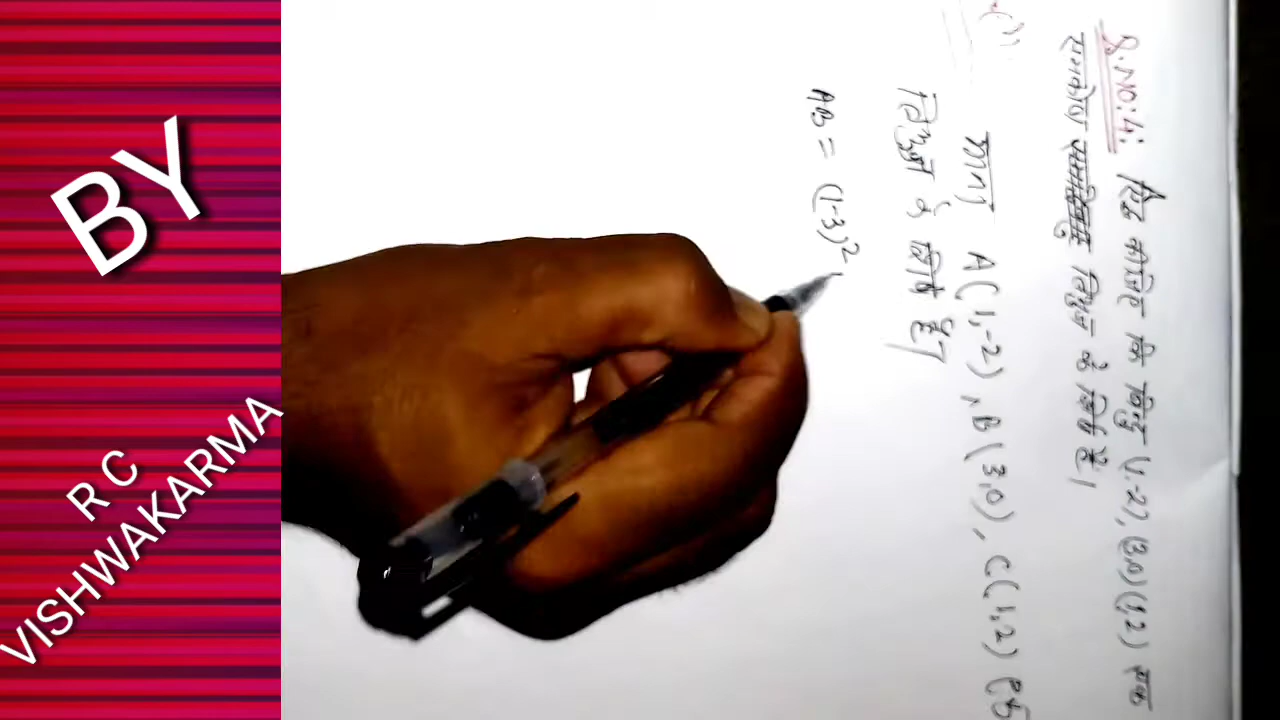 BY
R C
VISHWAKARMA
Q.NO:4: सिद्ध कीजिए कि बिन्दु (1,-2), (3,0) (1,2) एक
समकोण त्रिभुज के शीर्ष हैं।
माना A(1,-2), B(3,0), C(1,2)
त्रिभुज के शीर्ष हैं।
AB = (1-3)²